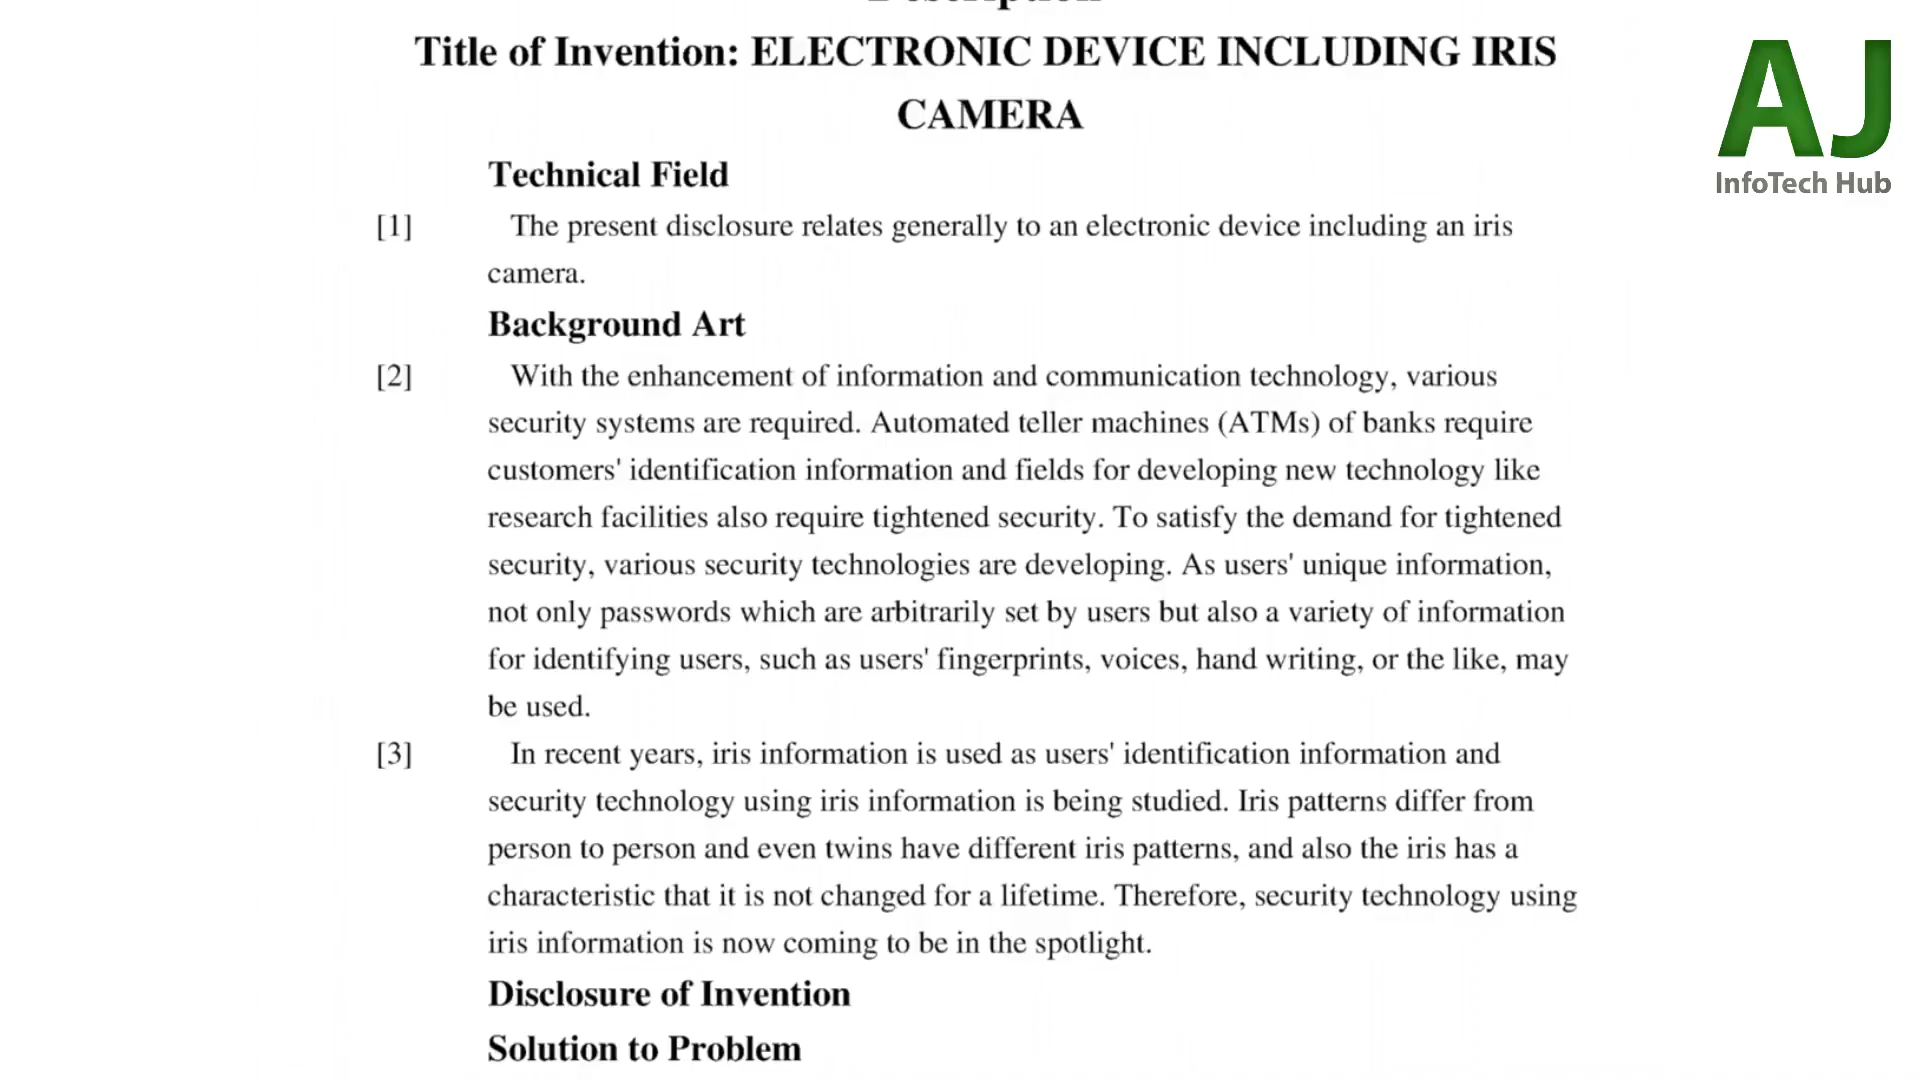 Description
Title of Invention: ELECTRONIC DEVICE INCLUDING IRIS
CAMERA
AJ
InfoTech Hub
Technical Field
[1] The present disclosure relates generally to an electronic device including an iris
camera.
Background Art
[2] With the enhancement of information and communication technology, various
security systems are required. Automated teller machines (ATMs) of banks require
customers' identification information and fields for developing new technology like
research facilities also require tightened security. To satisfy the demand for tightened
security, various security technologies are developing. As users' unique information,
not only passwords which are arbitrarily set by users but also a variety of information
for identifying users, such as users' fingerprints, voices, hand writing, or the like, may
be used.
[3] In recent years, iris information is used as users' identification information and
security technology using iris information is being studied. Iris patterns differ from
person to person and even twins have different iris patterns, and also the iris has a
characteristic that it is not changed for a lifetime. Therefore, security technology using
iris information is now coming to be in the spotlight.
Disclosure of Invention
Solution to Problem